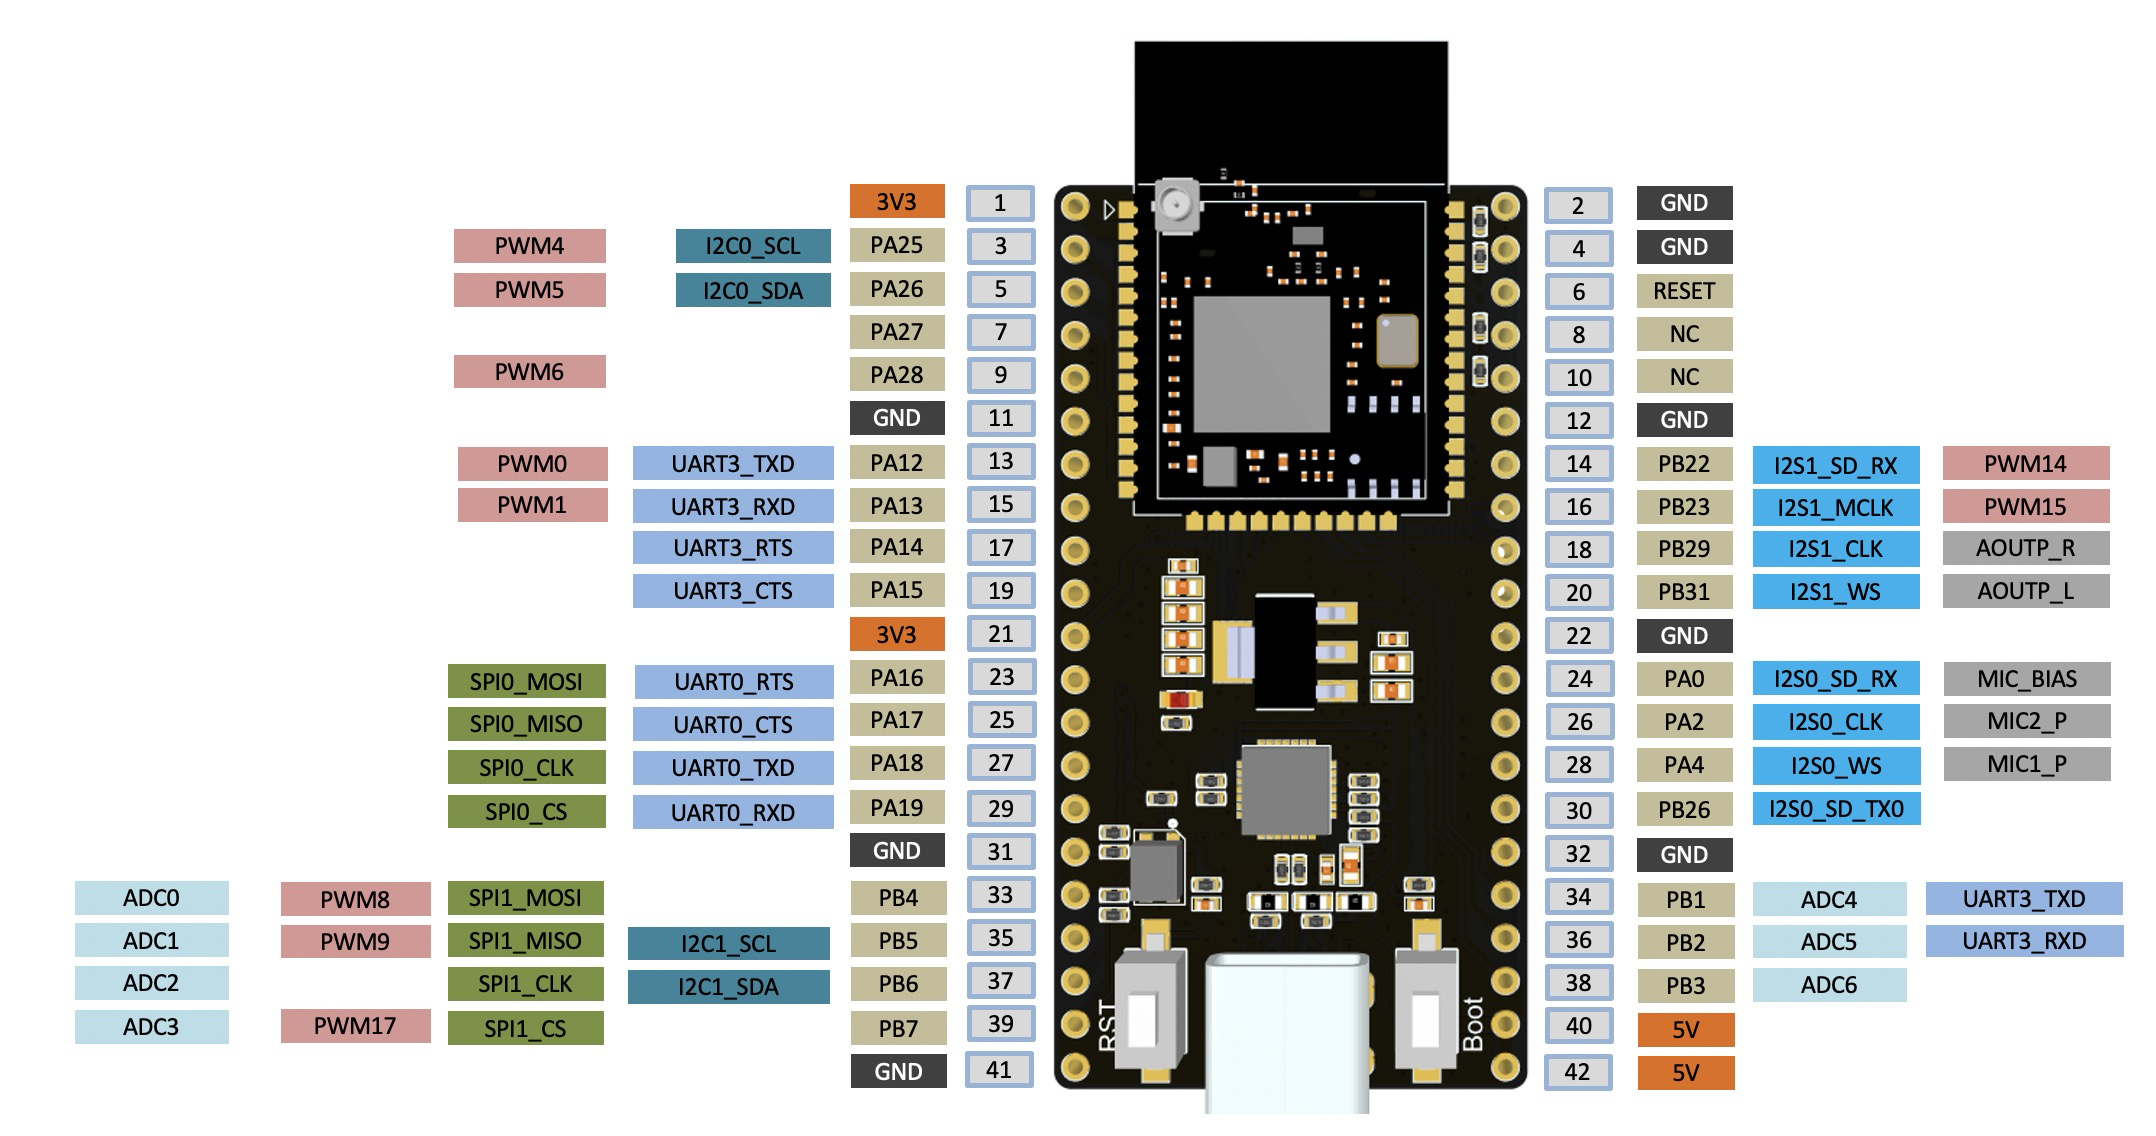 3V3 1 2 GND
PWM4 I2C0_SCL PA25 3 4 GND
PWM5 I2C0_SDA PA26 5 6 RESET
PA27 7 8 NC
PWM6 PA28 9 10 NC
GND 11 12 GND
PWM0 UART3_TXD PA12 13 14 PB22 I2S1_SD_RX PWM14
PWM1 UART3_RXD PA13 15 16 PB23 I2S1_MCLK PWM15
UART3_RTS PA14 17 18 PB29 I2S1_CLK AOUTP_R
UART3_CTS PA15 19 20 PB31 I2S1_WS AOUTP_L
3V3 21 22 GND
SPI0_MOSI UART0_RTS PA16 23 24 PA0 I2S0_SD_RX MIC_BIAS
SPI0_MISO UART0_CTS PA17 25 26 PA2 I2S0_CLK MIC2_P
SPI0_CLK UART0_TXD PA18 27 28 PA4 I2S0_WS MIC1_P
SPI0_CS UART0_RXD PA19 29 30 PB26 I2S0_SD_TX0
GND 31 32 GND
ADC0 PWM8 SPI1_MOSI PB4 33 34 PB1 ADC4 UART3_TXD
ADC1 PWM9 SPI1_MISO I2C1_SCL PB5 35 36 PB2 ADC5 UART3_RXD
ADC2 SPI1_CLK I2C1_SDA PB6 37 38 PB3 ADC6
ADC3 PWM17 SPI1_CS PB7 39 RST Boot 40 5V
GND 41 42 5V